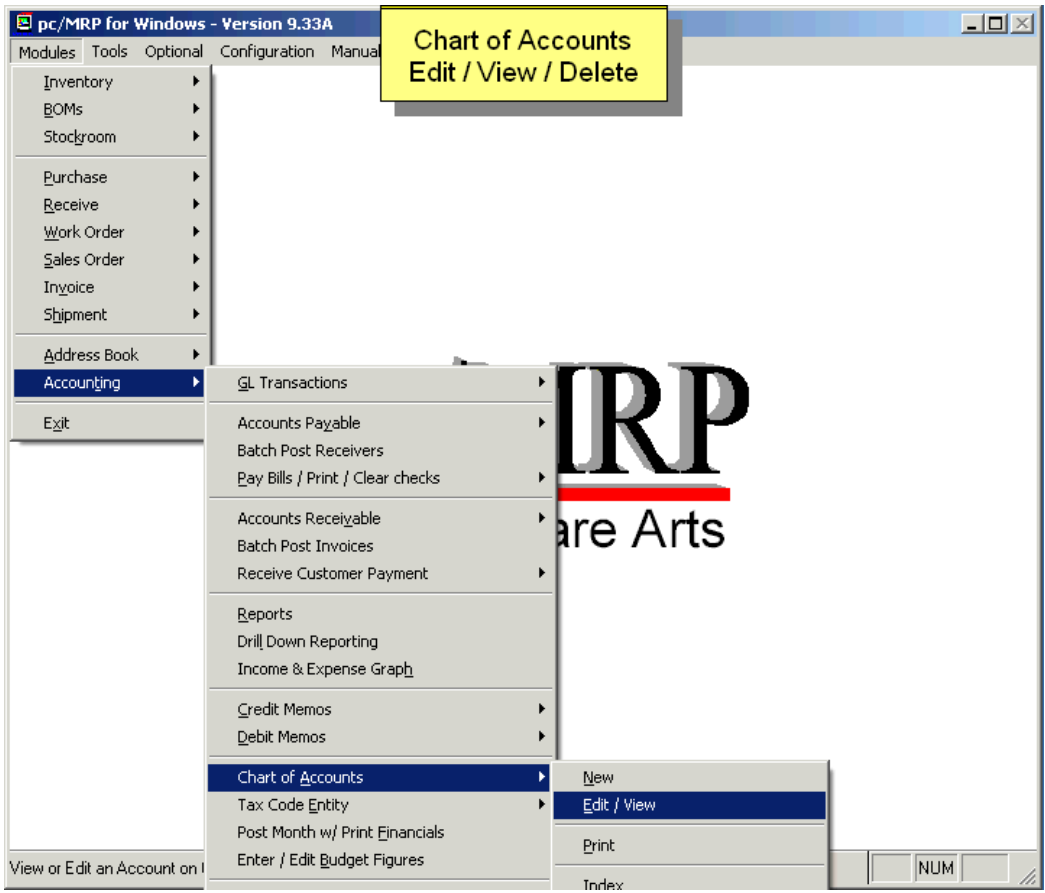 pc/MRP for Windows - Version 9.33A
Chart of Accounts
Edit / View / Delete
Modules Tools Optional Configuration Manual
Inventory
BOMs
Stockroom
Purchase
Receive
Work Order
Sales Order
Invoice
Shipment
Address Book
Accounting
Exit
GL Transactions
Accounts Payable
Batch Post Receivers
Pay Bills / Print / Clear checks
Accounts Receivable
Batch Post Invoices
Receive Customer Payment
Reports
Drill Down Reporting
Income & Expense Graph
Credit Memos
Debit Memos
Chart of Accounts
Tax Code Entity
Post Month w/ Print Financials
Enter / Edit Budget Figures
New
Edit / View
Print
Index
MRP
are Arts
View or Edit an Account on
NUM